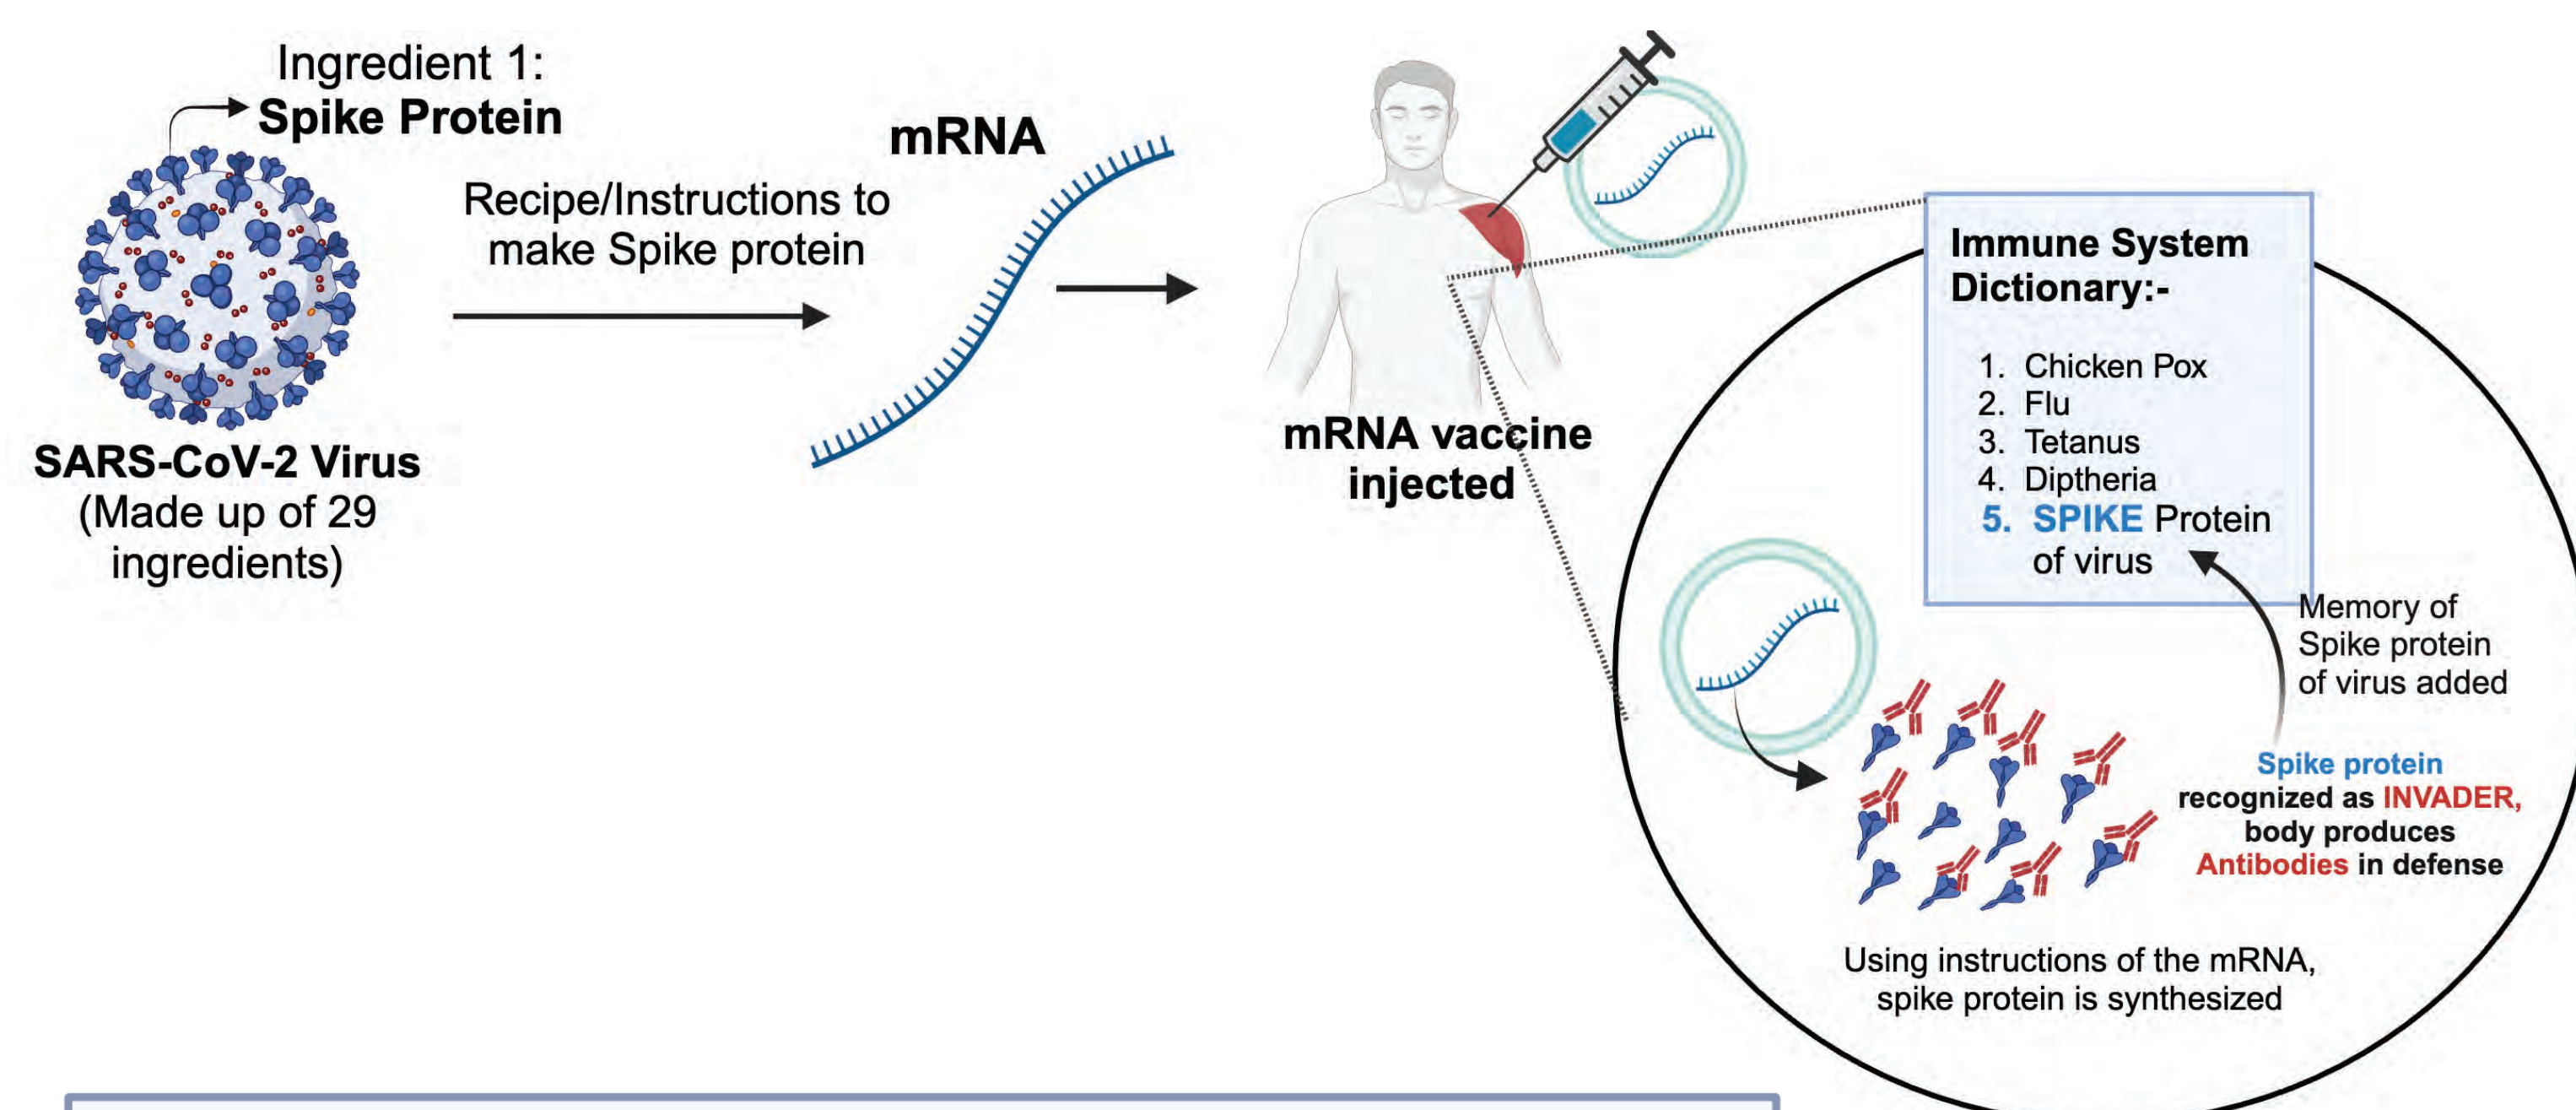 Ingredient 1:
Spike Protein
SARS-CoV-2 Virus
(Made up of 29
ingredients)
Recipe/Instructions to
make Spike protein
mRNA
mRNA vaccine
injected
Immune System
Dictionary:-
1. Chicken Pox
2. Flu
3. Tetanus
4. Diptheria
5. SPIKE Protein
of virus
Memory of
Spike protein
of virus added
Spike protein
recognized as INVADER,
body produces
Antibodies in defense
Using instructions of the mRNA,
spike protein is synthesized